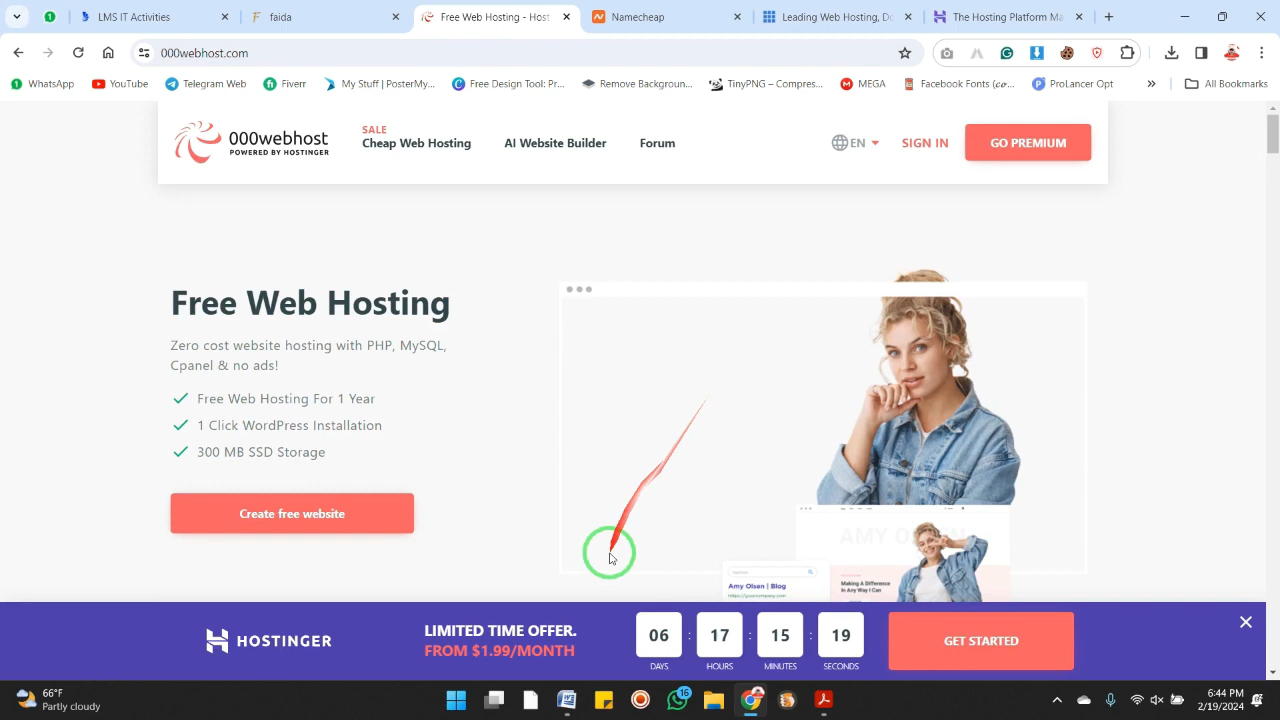 LMS IT Activities
- Hosting -
Namecheap
Leading Hosting, Do
The Hosting Platform Ma
000webhost.com
WhatsApp
YouTube
Telegram Web
Fiverr
My Stuff | PosterMy...
Free Design Tool: Pr...
Remove Backgroun...
TinyPNG – Compres...
MEGA
Facebook Fonts (𝒄𝒐...
ProLancer Opt
All Bookmarks
000webhost
POWERED BY HOSTINGER
SALE
Cheap Web Hosting
AI Website Builder
Forum
EN
SIGN IN
GO PREMIUM
Free Web Hosting
Zero cost website hosting with PHP, MySQL,
Cpanel & no ads!
Free Web Hosting For 1 Year
1 Click WordPress Installation
300 MB SSD Storage
Create free website
AMY OLSEN
Amy Olsen | Blog
Making A Difference
In Any Way I Can
HOSTINGER
LIMITED TIME OFFER.
FROM $1.99/MONTH
06 : 17 : 15 : 19
DAYS HOURS MINUTES SECONDS
GET STARTED
66°F
Partly cloudy
16
6:44 PM
2/19/2024